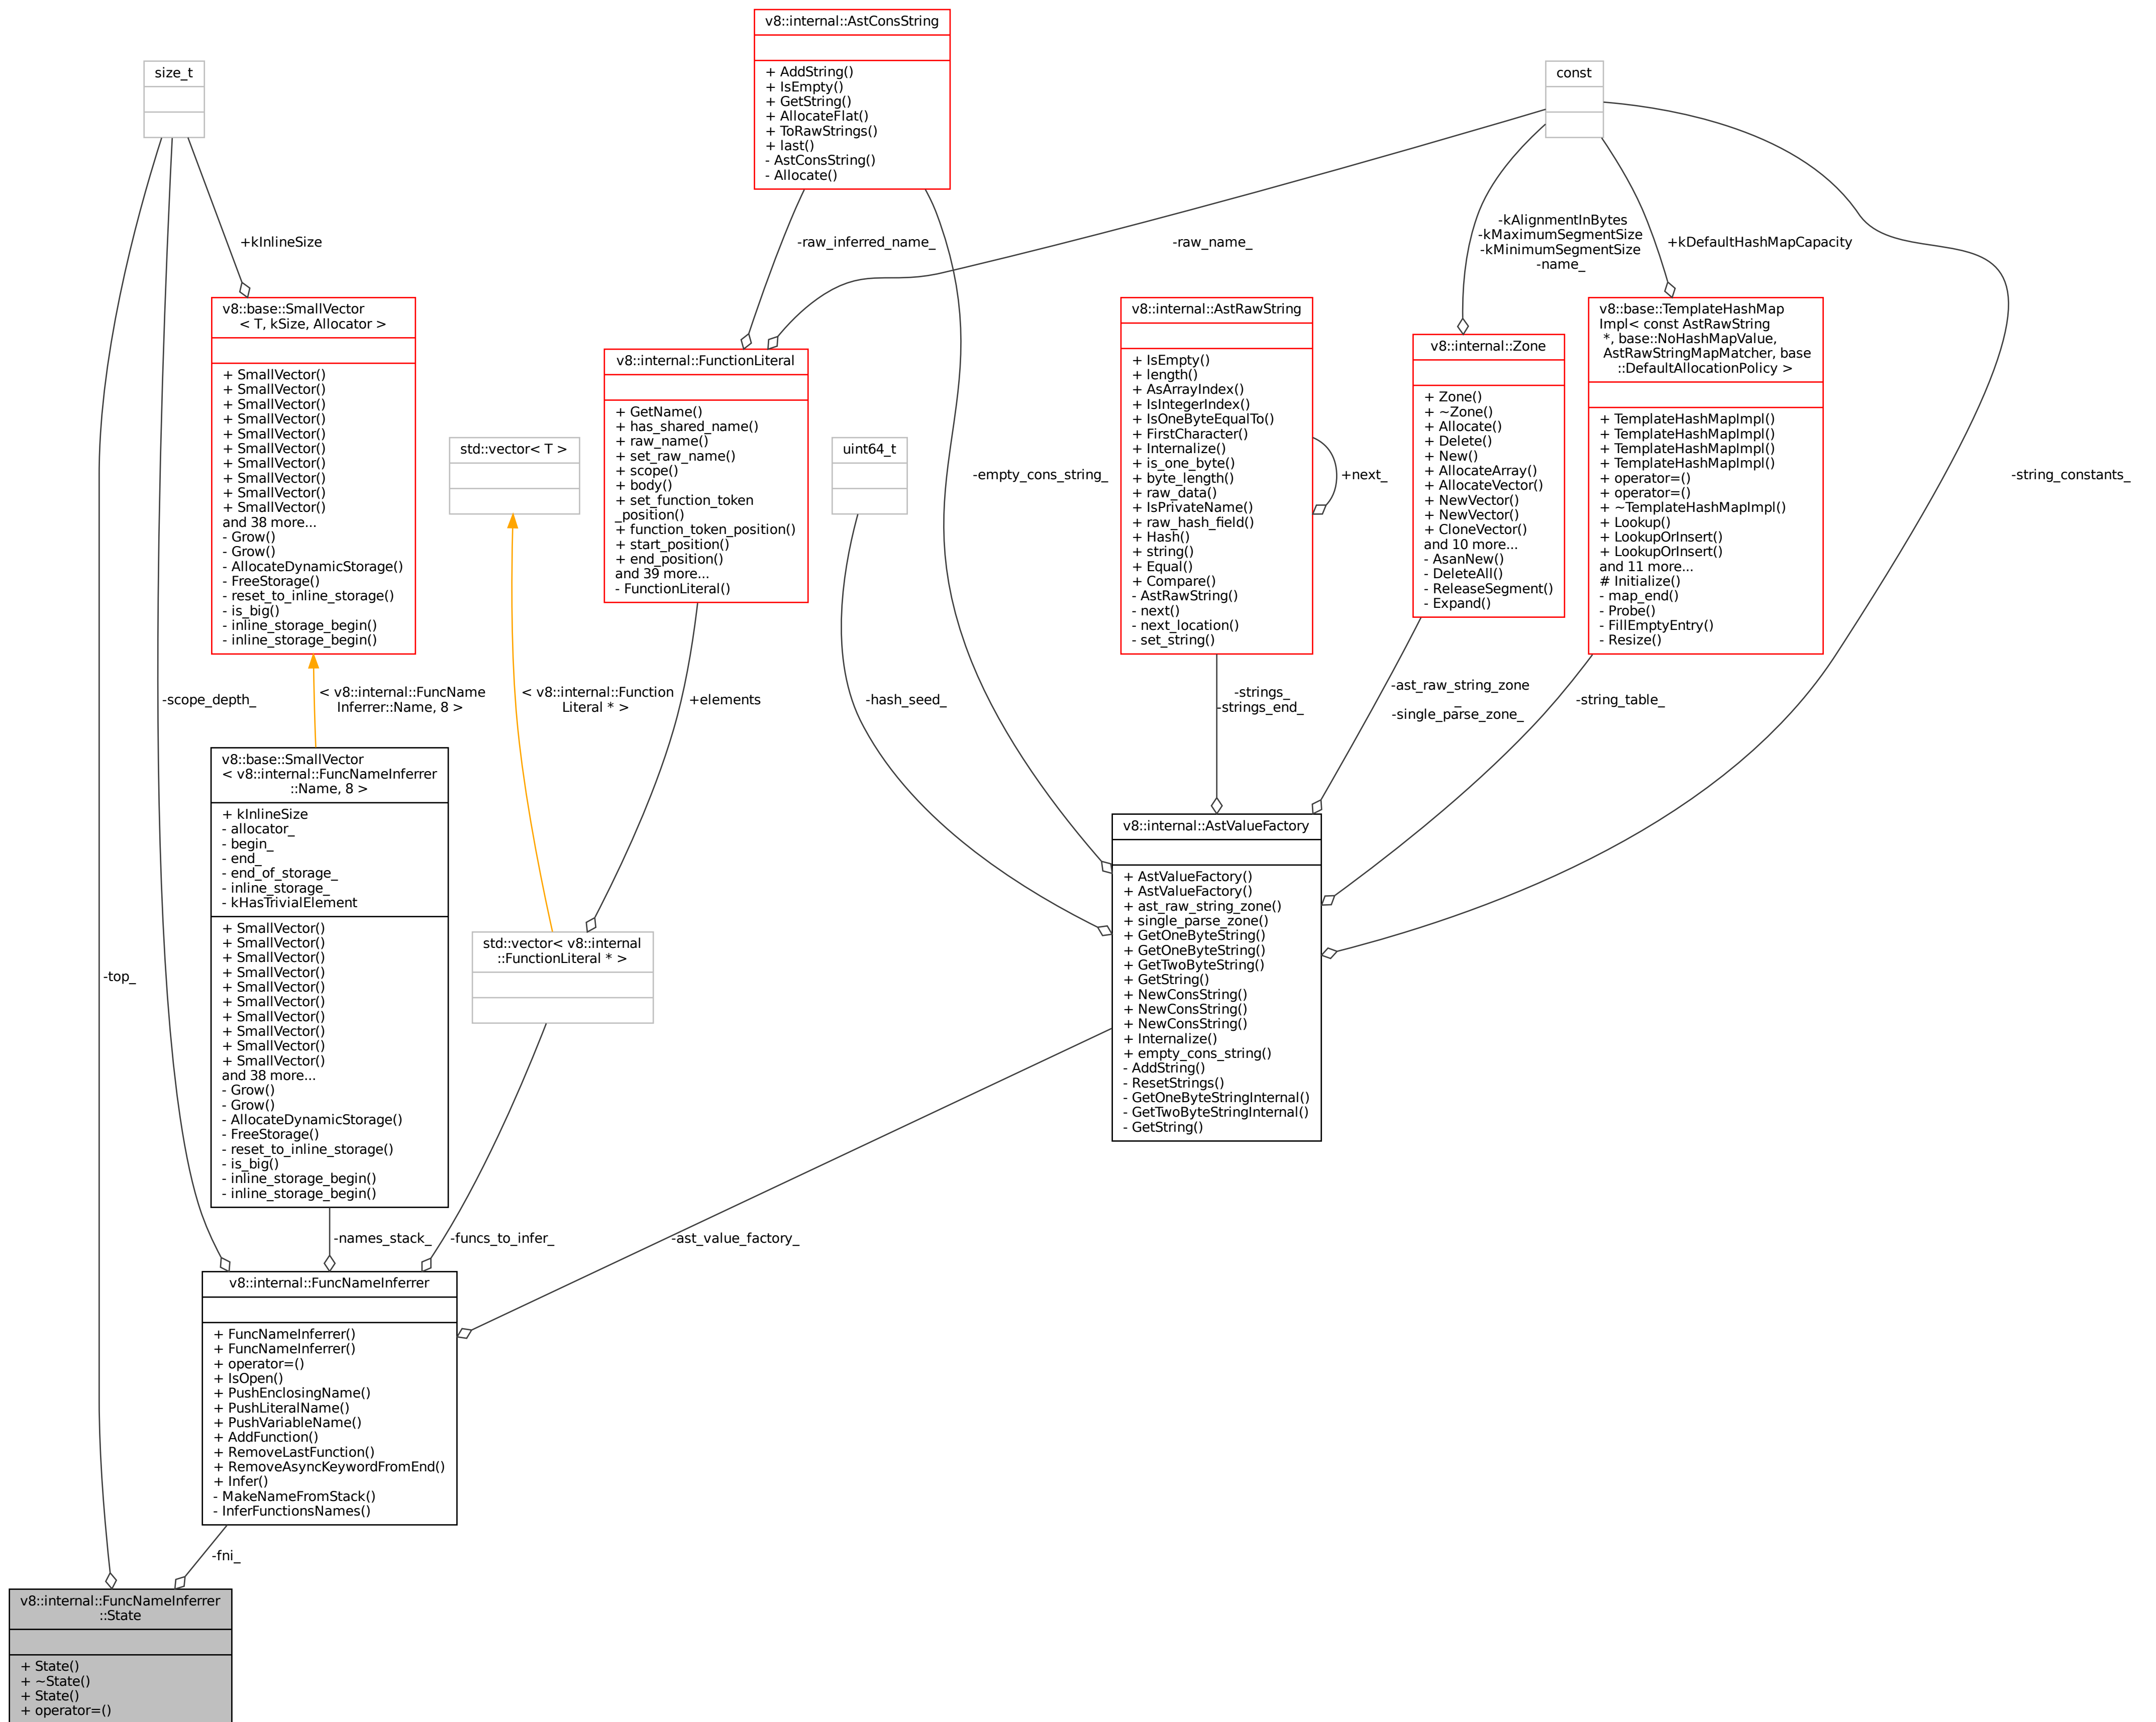 v8::internal::AstConsString
+ AddString()
+ IsEmpty()
+ GetString()
+ AllocateFlat()
+ ToRawStrings()
+ last()
- AstConsString()
- Allocate()
size_t
const
+kInlineSize
-raw_inferred_name_
-raw_name_
-kAlignmentInBytes
-kMaximumSegmentSize
-kMinimumSegmentSize
-name_
+kDefaultHashMapCapacity
v8::base::SmallVector
< T, kSize, Allocator >
+ SmallVector()
+ SmallVector()
+ SmallVector()
+ SmallVector()
+ SmallVector()
+ SmallVector()
+ SmallVector()
+ SmallVector()
+ SmallVector()
+ SmallVector()
and 38 more...
- Grow()
- Grow()
- AllocateDynamicStorage()
- FreeStorage()
- reset_to_inline_storage()
- is_big()
- inline_storage_begin()
- inline_storage_begin()
std::vector< T >
v8::internal::FunctionLiteral
+ GetName()
+ has_shared_name()
+ raw_name()
+ set_raw_name()
+ scope()
+ body()
+ set_function_token
_position()
+ function_token_position()
+ start_position()
+ end_position()
and 39 more...
- FunctionLiteral()
uint64_t
-empty_cons_string_
v8::internal::AstRawString
+ IsEmpty()
+ length()
+ AsArrayIndex()
+ IsIntegerIndex()
+ IsOneByteEqualTo()
+ FirstCharacter()
+ Internalize()
+ is_one_byte()
+ byte_length()
+ raw_data()
+ IsPrivateName()
+ raw_hash_field()
+ Hash()
+ string()
+ Equal()
+ Compare()
- AstRawString()
- next()
- next_location()
- set_string()
+next_
v8::internal::Zone
+ Zone()
+ ~Zone()
+ Allocate()
+ Delete()
+ New()
+ AllocateArray()
+ AllocateVector()
+ NewVector()
+ NewVector()
+ CloneVector()
and 10 more...
- AsanNew()
- DeleteAll()
- ReleaseSegment()
- Expand()
v8::base::TemplateHashMap
Impl< const AstRawString
*, base::NoHashMapValue,
AstRawStringMapMatcher, base
::DefaultAllocationPolicy >
+ TemplateHashMapImpl()
+ TemplateHashMapImpl()
+ TemplateHashMapImpl()
+ TemplateHashMapImpl()
+ operator=()
+ operator=()
+ ~TemplateHashMapImpl()
+ Lookup()
+ LookupOrInsert()
+ LookupOrInsert()
and 11 more...
# Initialize()
- map_end()
- Probe()
- FillEmptyEntry()
- Resize()
-string_constants_
-scope_depth_
< v8::internal::FuncName
Inferrer::Name, 8 >
< v8::internal::Function
Literal * >
+elements
-hash_seed_
-strings_
-strings_end_
-ast_raw_string_zone
_
-single_parse_zone_
-string_table_
v8::base::SmallVector
< v8::internal::FuncNameInferrer
::Name, 8 >
+ kInlineSize
- allocator_
- begin_
- end_
- end_of_storage_
- inline_storage_
- kHasTrivialElement
+ SmallVector()
+ SmallVector()
+ SmallVector()
+ SmallVector()
+ SmallVector()
+ SmallVector()
+ SmallVector()
+ SmallVector()
+ SmallVector()
+ SmallVector()
and 38 more...
- Grow()
- Grow()
- AllocateDynamicStorage()
- FreeStorage()
- reset_to_inline_storage()
- is_big()
- inline_storage_begin()
- inline_storage_begin()
-top_
std::vector< v8::internal
::FunctionLiteral * >
v8::internal::AstValueFactory
+ AstValueFactory()
+ AstValueFactory()
+ ast_raw_string_zone()
+ single_parse_zone()
+ GetOneByteString()
+ GetOneByteString()
+ GetTwoByteString()
+ GetString()
+ NewConsString()
+ NewConsString()
+ NewConsString()
+ Internalize()
+ empty_cons_string()
- AddString()
- ResetStrings()
- GetOneByteStringInternal()
- GetTwoByteStringInternal()
- GetString()
-names_stack_
-funcs_to_infer_
-ast_value_factory_
v8::internal::FuncNameInferrer
+ FuncNameInferrer()
+ FuncNameInferrer()
+ operator=()
+ IsOpen()
+ PushEnclosingName()
+ PushLiteralName()
+ PushVariableName()
+ AddFunction()
+ RemoveLastFunction()
+ RemoveAsyncKeywordFromEnd()
+ Infer()
- MakeNameFromStack()
- InferFunctionsNames()
-fni_
v8::internal::FuncNameInferrer
::State
+ State()
+ ~State()
+ State()
+ operator=()